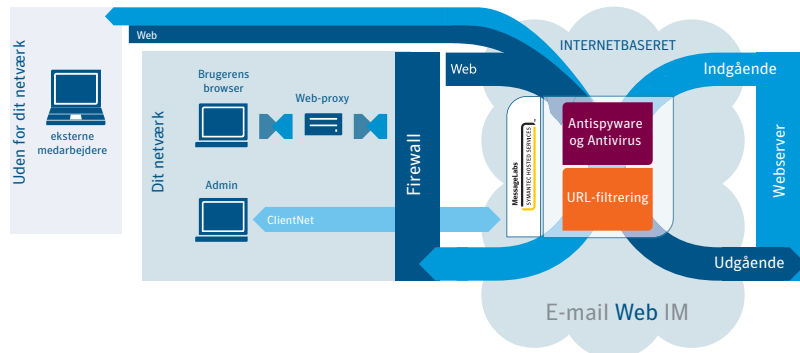 Uden for dit netværk
eksterne
medarbejdere
Web
Dit netværk
Brugerens
browser
Web-proxy
Admin
ClientNet
Firewall
INTERNETBASERET
Web
Indgående
MessageLabs
SYMANTEC HOSTED SERVICES
Antispyware
og Antivirus
URL-filtrering
Webserver
Udgående
E-mail Web IM